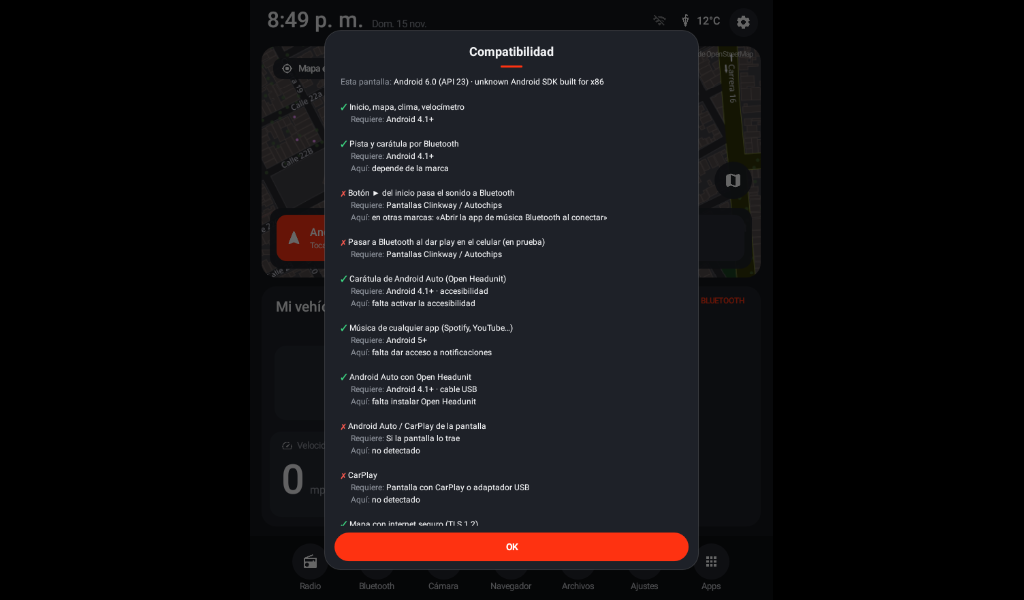 8:49 p. m.
Dom. 15 nov.
12°C
Compatibilidad
Esta pantalla: Android 6.0 (API 23) · unknown Android SDK built for x86
✓ Inicio, mapa, clima, velocímetro
Requiere: Android 4.1+
✓ Pista y carátula por Bluetooth
Requiere: Android 4.1+
Aquí: depende de la marca
✗ Botón ► del inicio pasa el sonido a Bluetooth
Requiere: Pantallas Clinkway / Autochips
Aquí: en otras marcas: «Abrir la app de música Bluetooth al conectar»
✗ Pasar a Bluetooth al dar play en el celular (en prueba)
Requiere: Pantallas Clinkway / Autochips
✓ Carátula de Android Auto (Open Headunit)
Requiere: Android 4.1+ · accesibilidad
Aquí: falta activar la accesibilidad
✓ Música de cualquier app (Spotify, YouTube…)
Requiere: Android 5+
Aquí: falta dar acceso a notificaciones
✓ Android Auto con Open Headunit
Requiere: Android 4.1+ · cable USB
Aquí: falta instalar Open Headunit
✗ Android Auto / CarPlay de la pantalla
Requiere: Si la pantalla lo trae
Aquí: no detectado
✗ CarPlay
Requiere: Pantalla con CarPlay o adaptador USB
Aquí: no detectado
✓ Mapa con internet seguro (TLS 1.2)
OK
Mapa
Calle 22a
Calle 22B
Carrera 16
OpenStreetMap
Mi vehíc
BLUETOOTH
Velocid
0
Radio
Bluetooth
Cámara
Navegador
Archivos
Ajustes
Apps